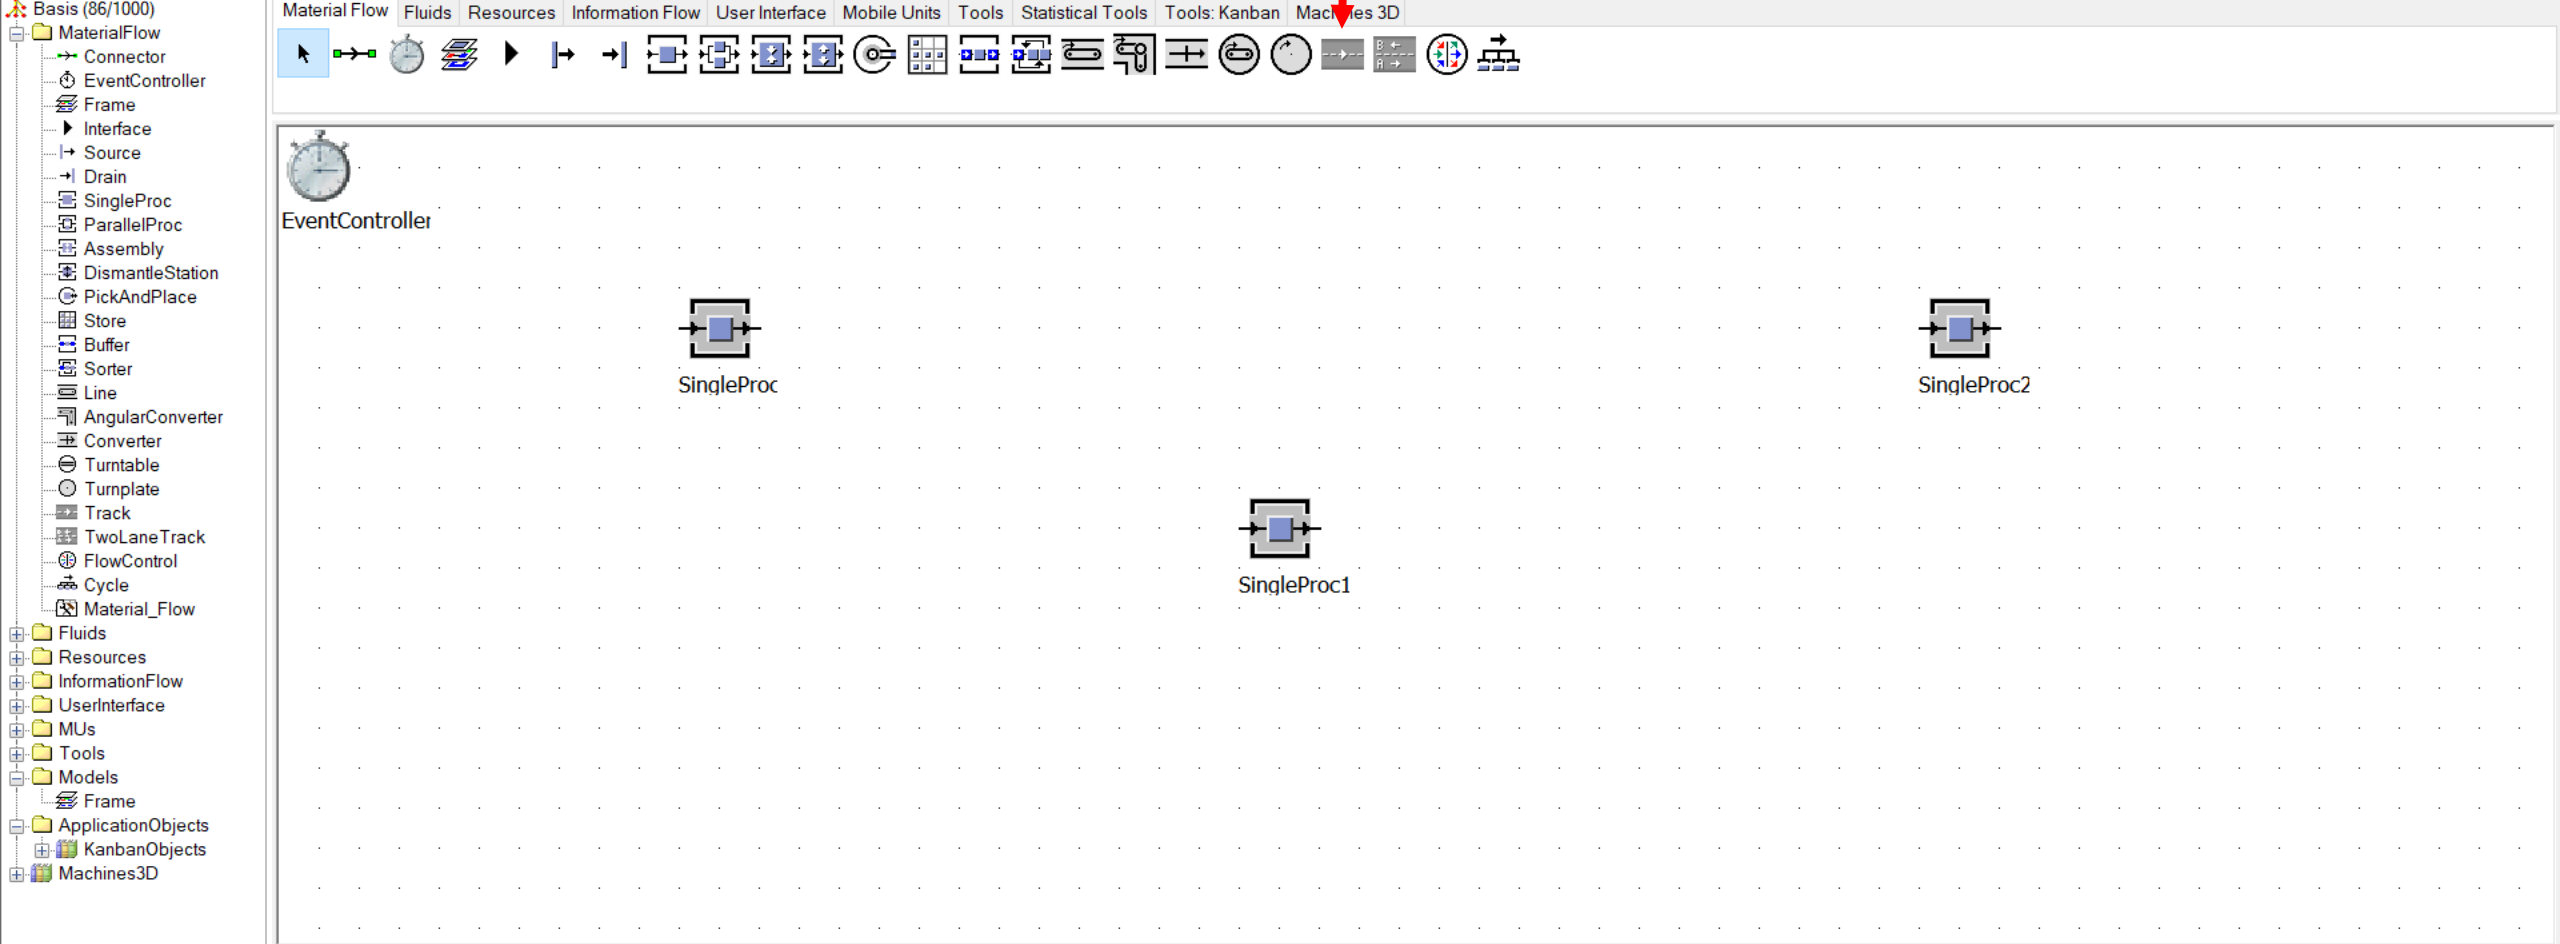 Basis (86/1000)
MaterialFlow
Connector
EventController
Frame
Interface
Source
Drain
SingleProc
ParallelProc
Assembly
DismantleStation
PickAndPlace
Store
Buffer
Sorter
Line
AngularConverter
Converter
Turntable
Turnplate
Track
TwoLaneTrack
FlowControl
Cycle
Material_Flow
Fluids
Resources
InformationFlow
UserInterface
MUs
Tools
Models
Frame
ApplicationObjects
KanbanObjects
Machines3D
Material Flow Fluids Resources Information Flow User Interface Mobile Units Tools Statistical Tools Tools: Kanban Machines 3D
B
A
EventController
SingleProc
SingleProc2
SingleProc1